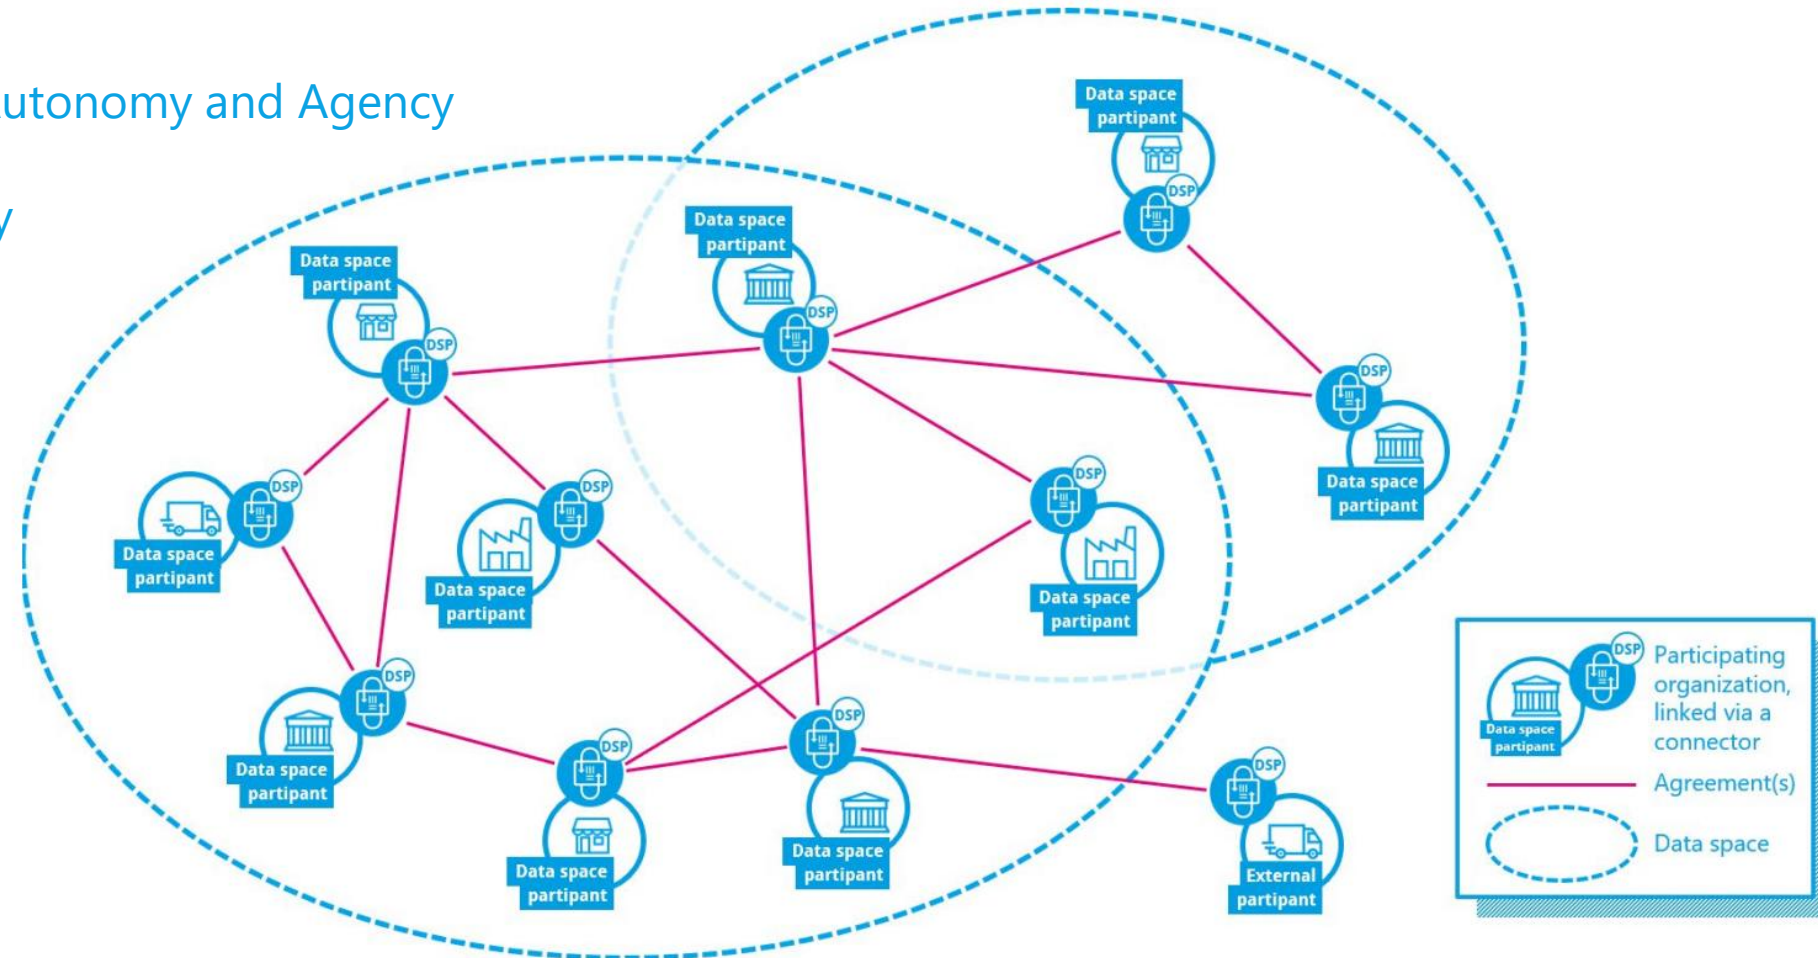 utonomy and Agency
y
Data space
partipant
DSP
Data space
partipant
DSP
Data space
partipant
DSP
DSP
Data space
partipant
DSP
Data space
partipant
DSP
Data space
partipant
DSP
Data space
partipant
DSP
Data space
partipant
DSP
Data space
partipant
DSP
Data space
partipant
DSP
External
partipant
DSP
Data space
partipant
Participating
organization,
linked via a
connector
Agreement(s)
Data space